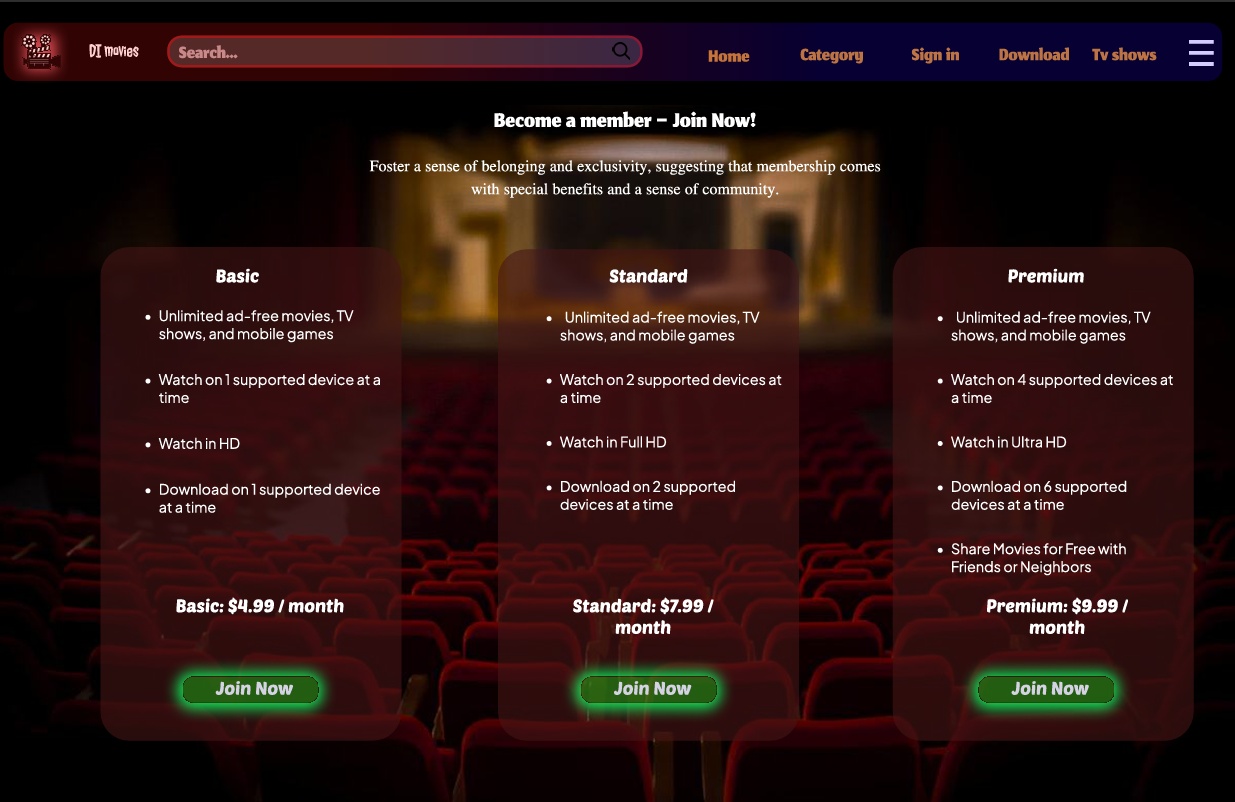 DI movies
Search...
Home
Category
Sign in
Download
Tv shows
Become a member – Join Now!
Foster a sense of belonging and exclusivity, suggesting that membership comes
with special benefits and a sense of community.
Basic
• Unlimited ad-free movies, TV
shows, and mobile games
• Watch on 1 supported device at a
time
• Watch in HD
• Download on 1 supported device
at a time
Basic: $4.99 / month
Join Now
Standard
• Unlimited ad-free movies, TV
shows, and mobile games
• Watch on 2 supported devices at
a time
• Watch in Full HD
• Download on 2 supported
devices at a time
Standard: $7.99 /
month
Join Now
Premium
• Unlimited ad-free movies, TV
shows, and mobile games
• Watch on 4 supported devices at
a time
• Watch in Ultra HD
• Download on 6 supported
devices at a time
• Share Movies for Free with
Friends or Neighbors
Premium: $9.99 /
month
Join Now